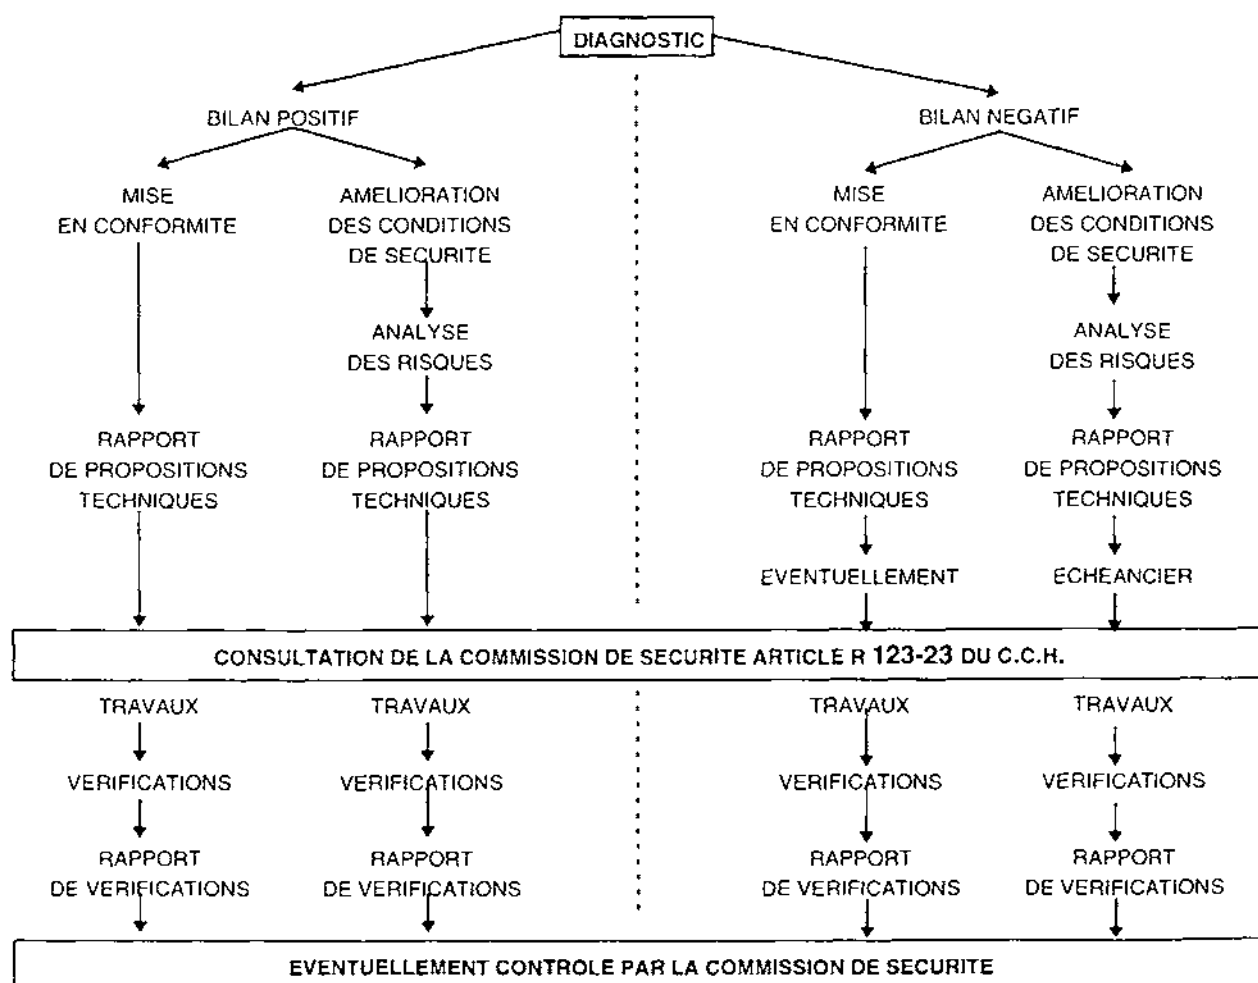 DIAGNOSTIC
BILAN POSITIF
BILAN NEGATIF
MISE
EN CONFORMITE
AMELIORATION
DES CONDITIONS
DE SECURITE
MISE
EN CONFORMITE
AMELIORATION
DES CONDITIONS
DE SECURITE
ANALYSE
DES RISQUES
ANALYSE
DES RISQUES
RAPPORT
DE PROPOSITIONS
TECHNIQUES
RAPPORT
DE PROPOSITIONS
TECHNIQUES
RAPPORT
DE PROPOSITIONS
TECHNIQUES
RAPPORT
DE PROPOSITIONS
TECHNIQUES
EVENTUELLEMENT
ECHEANCIER
CONSULTATION DE LA COMMISSION DE SECURITE ARTICLE R 123-23 DU C.C.H.
TRAVAUX
TRAVAUX
TRAVAUX
TRAVAUX
VERIFICATIONS
VERIFICATIONS
VERIFICATIONS
VERIFICATIONS
RAPPORT
DE VERIFICATIONS
RAPPORT
DE VERIFICATIONS
RAPPORT
DE VERIFICATIONS
RAPPORT
DE VERIFICATIONS
EVENTUELLEMENT CONTROLE PAR LA COMMISSION DE SECURITE